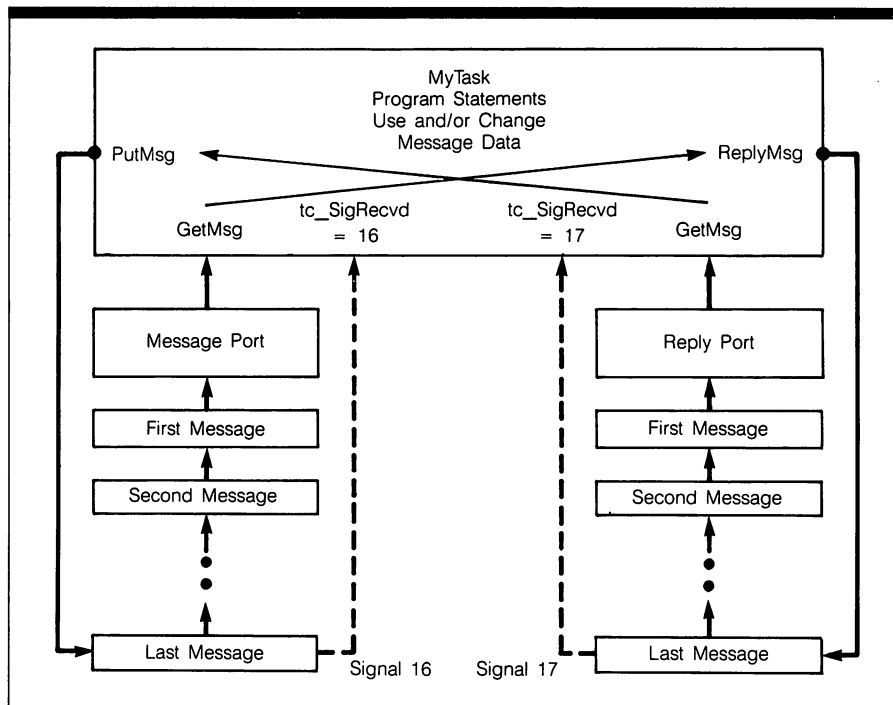 MyTask
Program Statements
Use and/or Change
Message Data
PutMsg
ReplyMsg
GetMsg
tc_SigRecvd
= 16
tc_SigRecvd
= 17
GetMsg
Message Port
Reply Port
First Message
First Message
Second Message
Second Message
Last Message
Signal 16
Signal 17
Last Message